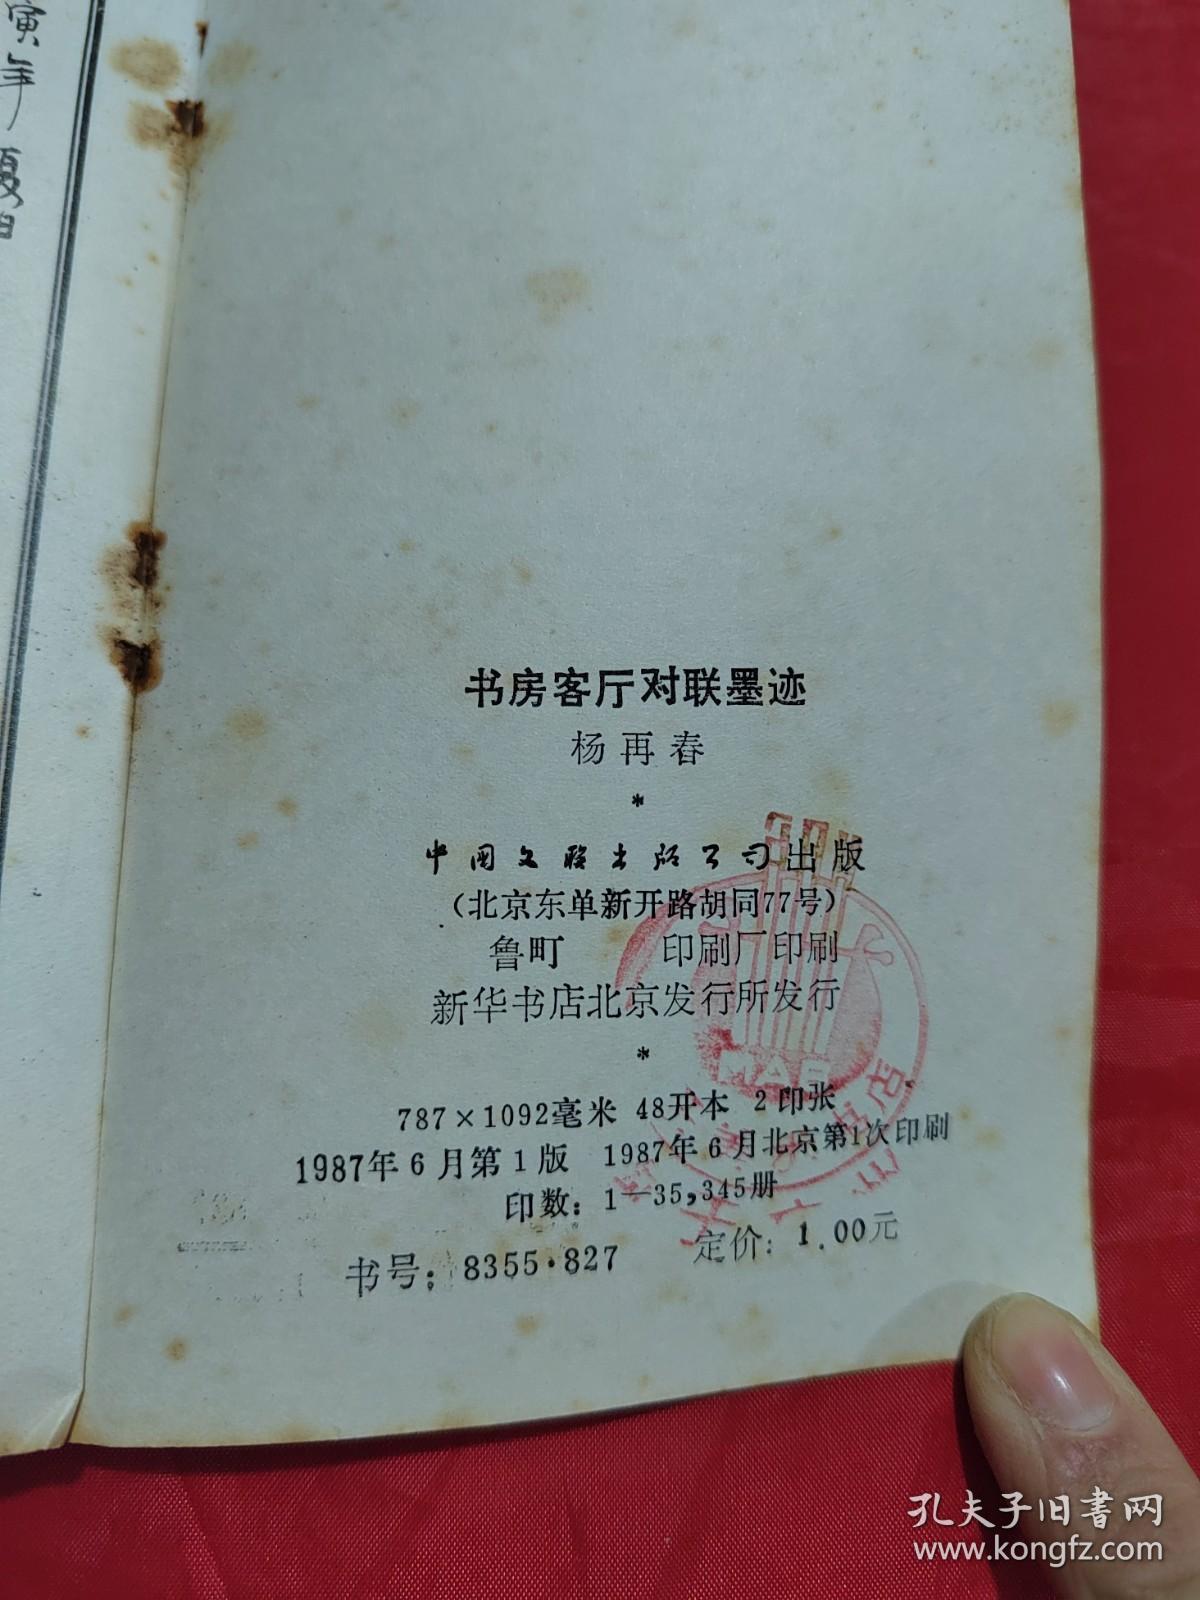 寅年夏日
书房客厅对联墨迹
杨再春
*
中国文联出版公司出版
(北京东单新开路胡同77号)
鲁町 印刷厂印刷
新华书店北京发行所发行
*
787×1092毫米 48开本 2印张
1987年6月第1版 1987年6月北京第1次印刷
印数：1—35,345册
书号：8355·827 定价：1.00元
书店
孔夫子旧书网
www.kongfz.com